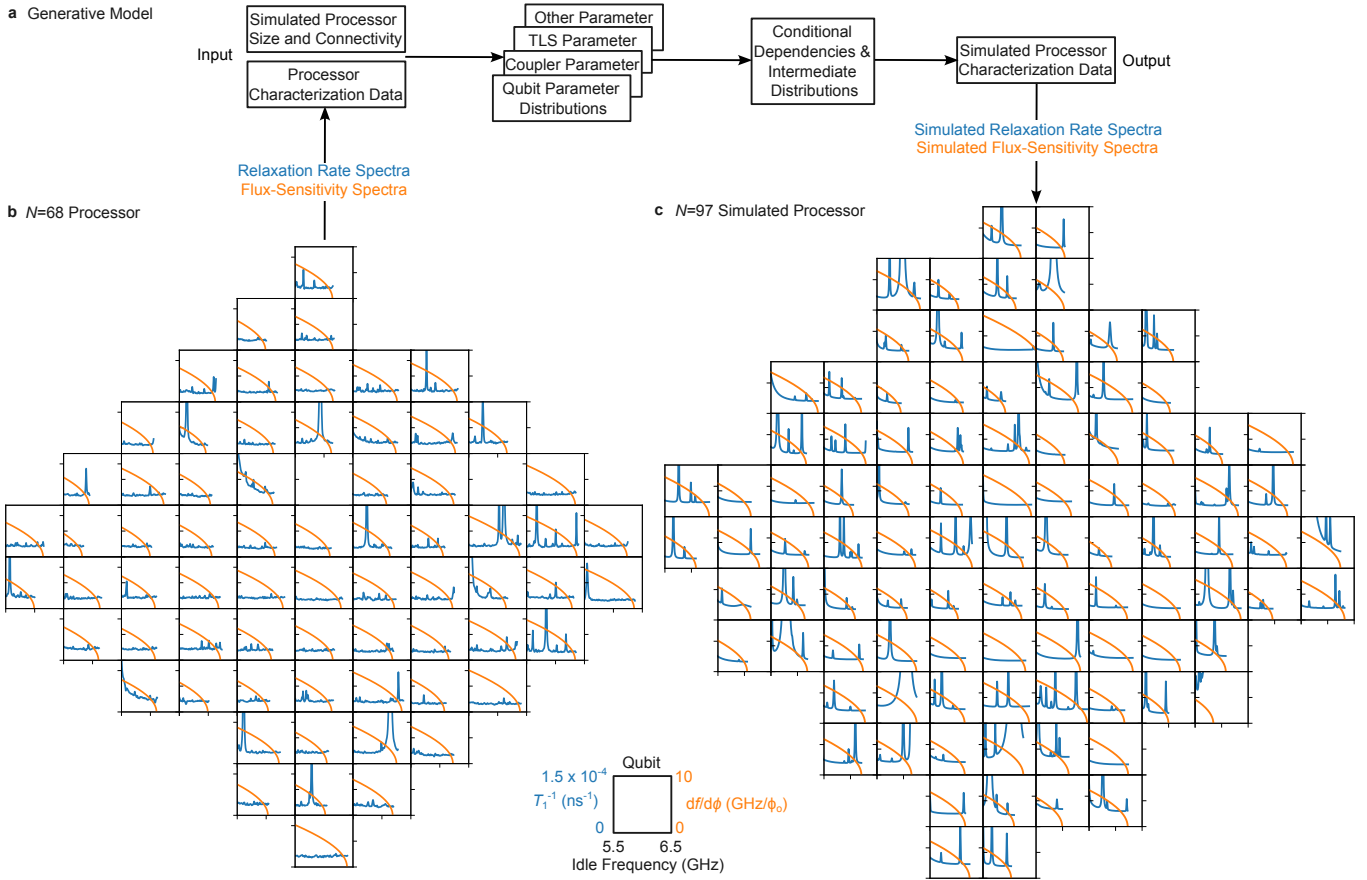 a Generative Model
Input
Simulated Processor
Size and Connectivity
Processor
Characterization Data
Other Parameter
TLS Parameter
Coupler Parameter
Qubit Parameter
Distributions
Conditional
Dependencies &
Intermediate
Distributions
Simulated Processor
Characterization Data
Output
Relaxation Rate Spectra
Flux-Sensitivity Spectra
Simulated Relaxation Rate Spectra
Simulated Flux-Sensitivity Spectra
b N=68 Processor
c N=97 Simulated Processor
Qubit
1.5 x 10⁻⁴
T₁⁻¹ (ns⁻¹)
0
10
df/dϕ (GHz/ϕ₀)
0
5.5 6.5
Idle Frequency (GHz)